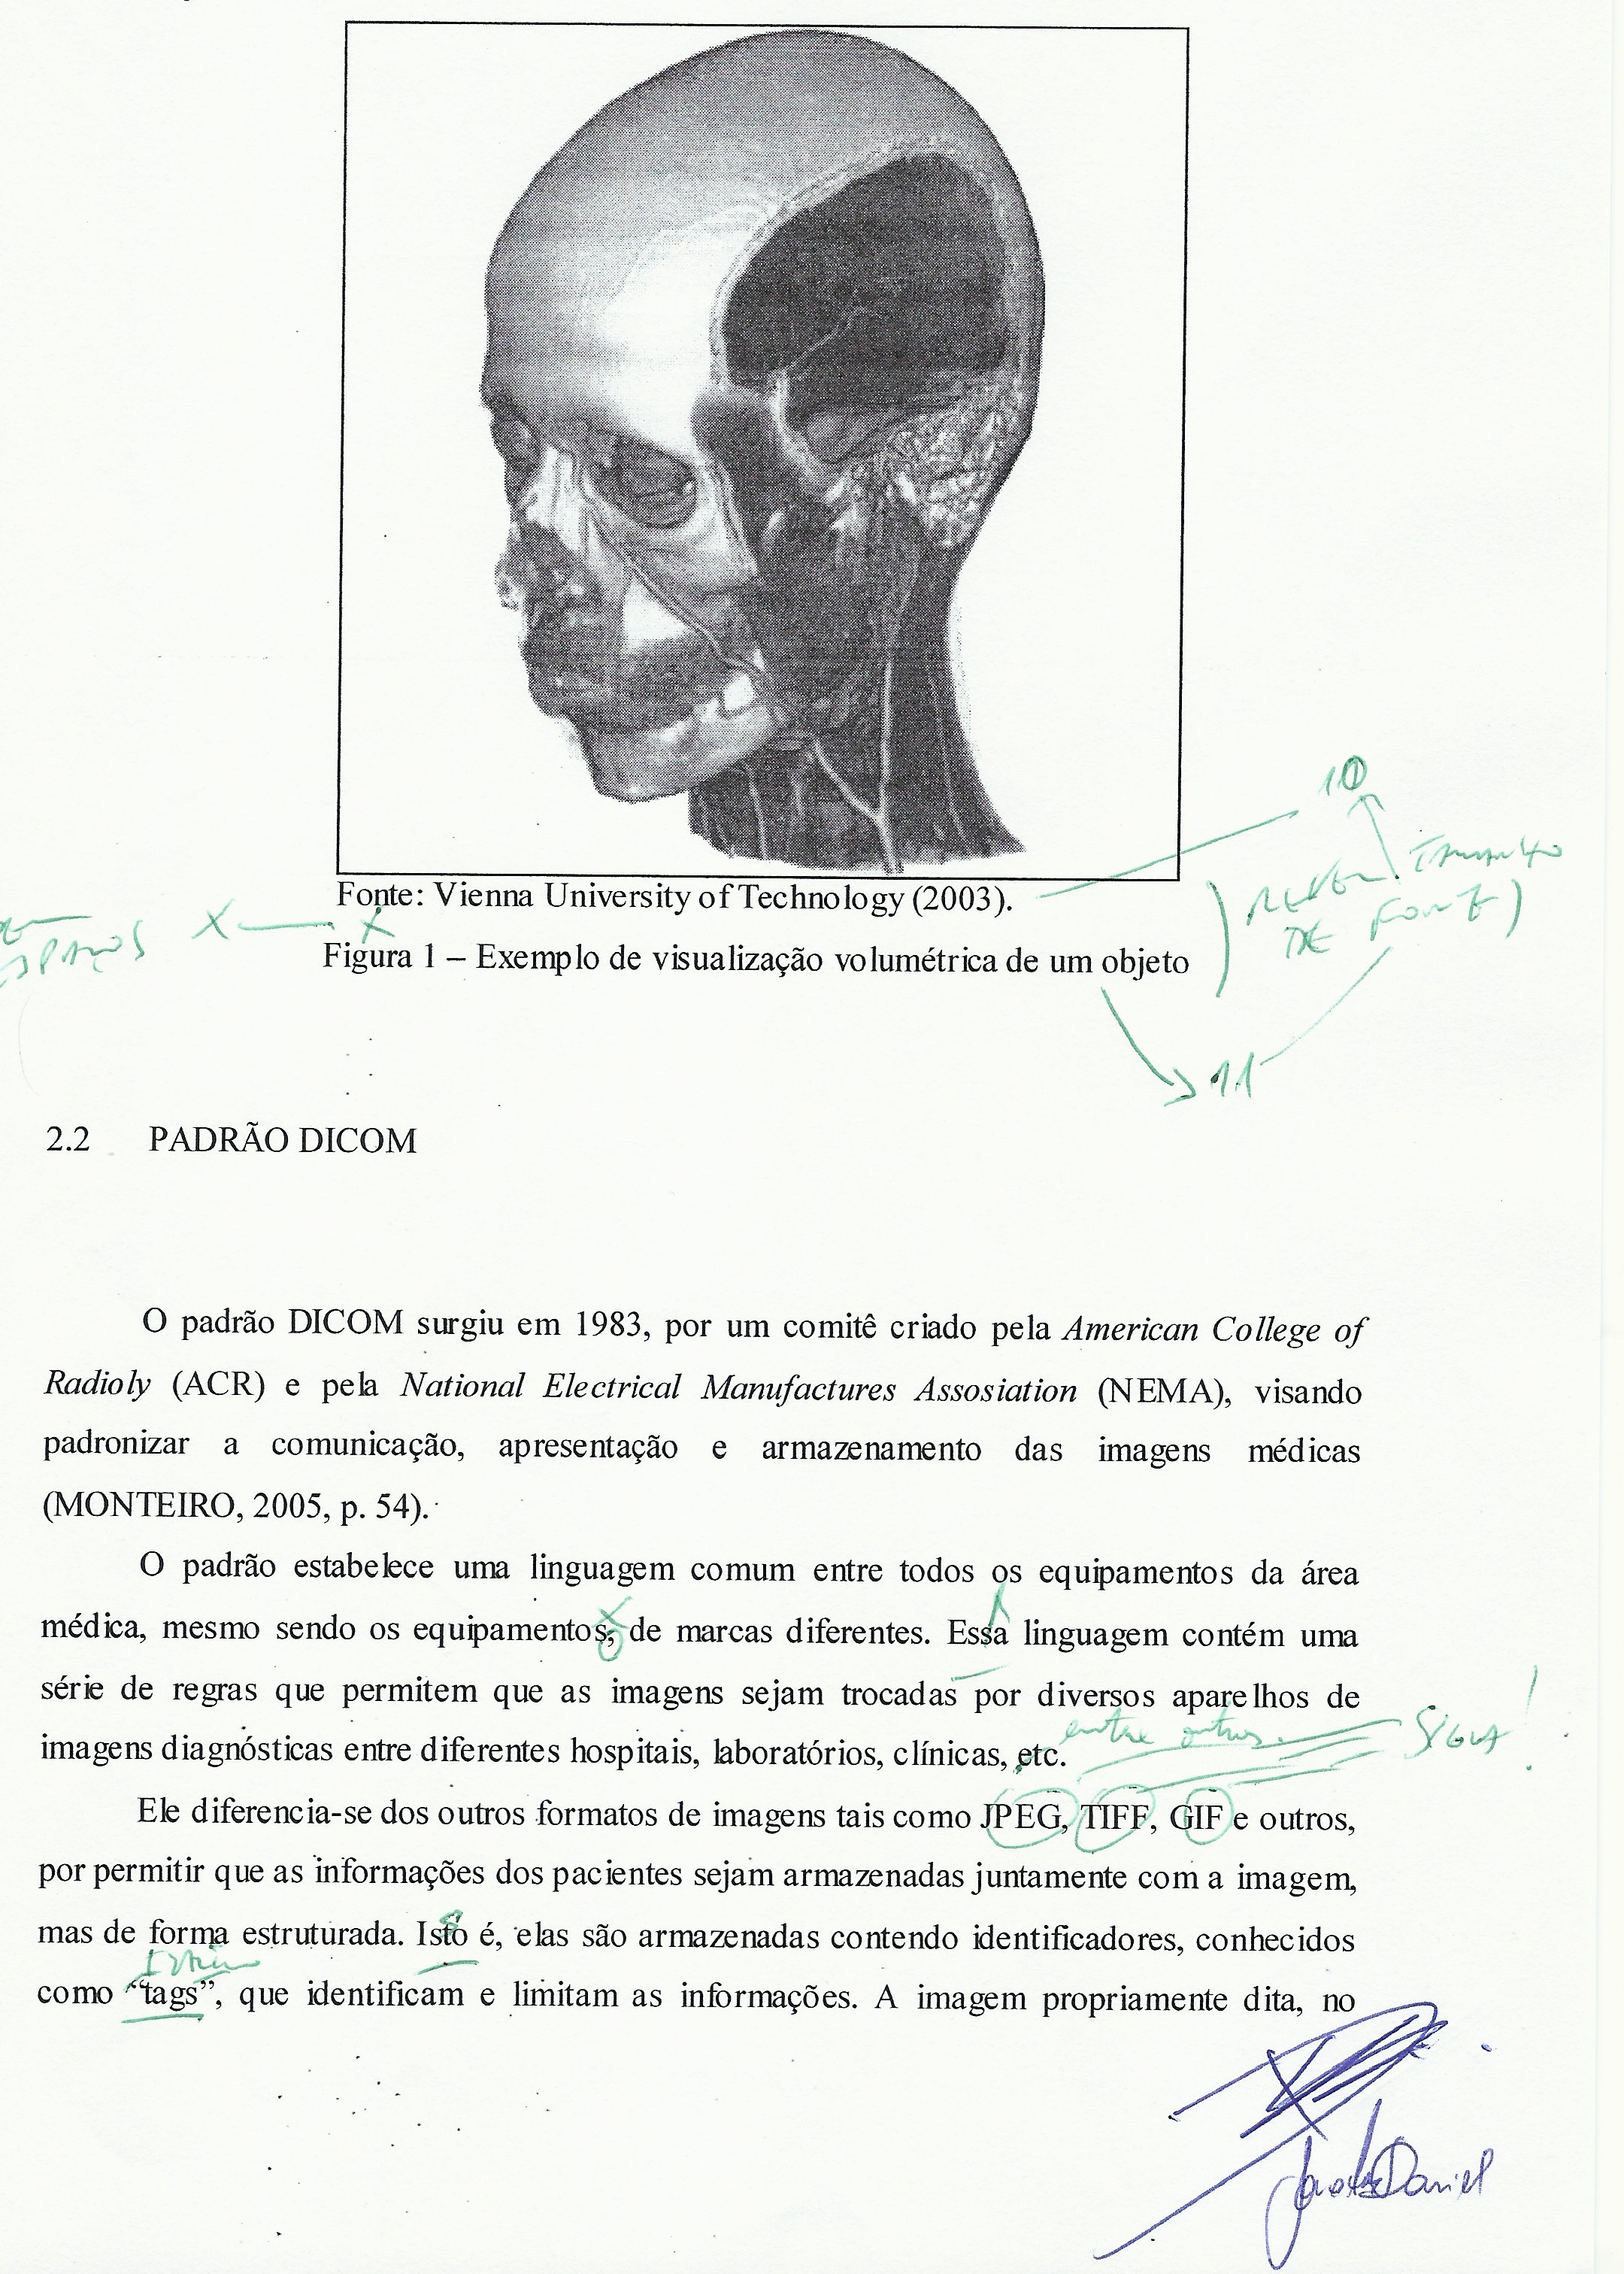 10
Fonte: Vienna University of Technology (2003).
TAMANHO
DE FONTE)
Figura 1 – Exemplo de visualização volumétrica de um objeto
11
2.2 PADRÃO DICOM
O padrão DICOM surgiu em 1983, por um comitê criado pela American College of
Radioly (ACR) e pela National Electrical Manufactures Assosiation (NEMA), visando
padronizar a comunicação, apresentação e armazenamento das imagens médicas
(MONTEIRO, 2005, p. 54).
O padrão estabelece uma linguagem comum entre todos os equipamentos da área
médica, mesmo sendo os equipamentos, de marcas diferentes. Essa linguagem contém uma
série de regras que permitem que as imagens sejam trocadas por diversos aparelhos de
entre outros. SIGLA!
imagens diagnósticas entre diferentes hospitais, laboratórios, clínicas, etc.
Ele diferencia-se dos outros formatos de imagens tais como JPEG, TIFF, GIF e outros,
por permitir que as informações dos pacientes sejam armazenadas juntamente com a imagem,
mas de forma estruturada. Isto é, elas são armazenadas contendo identificadores, conhecidos
como “tags”, que identificam e limitam as informações. A imagem propriamente dita, no
Daniel